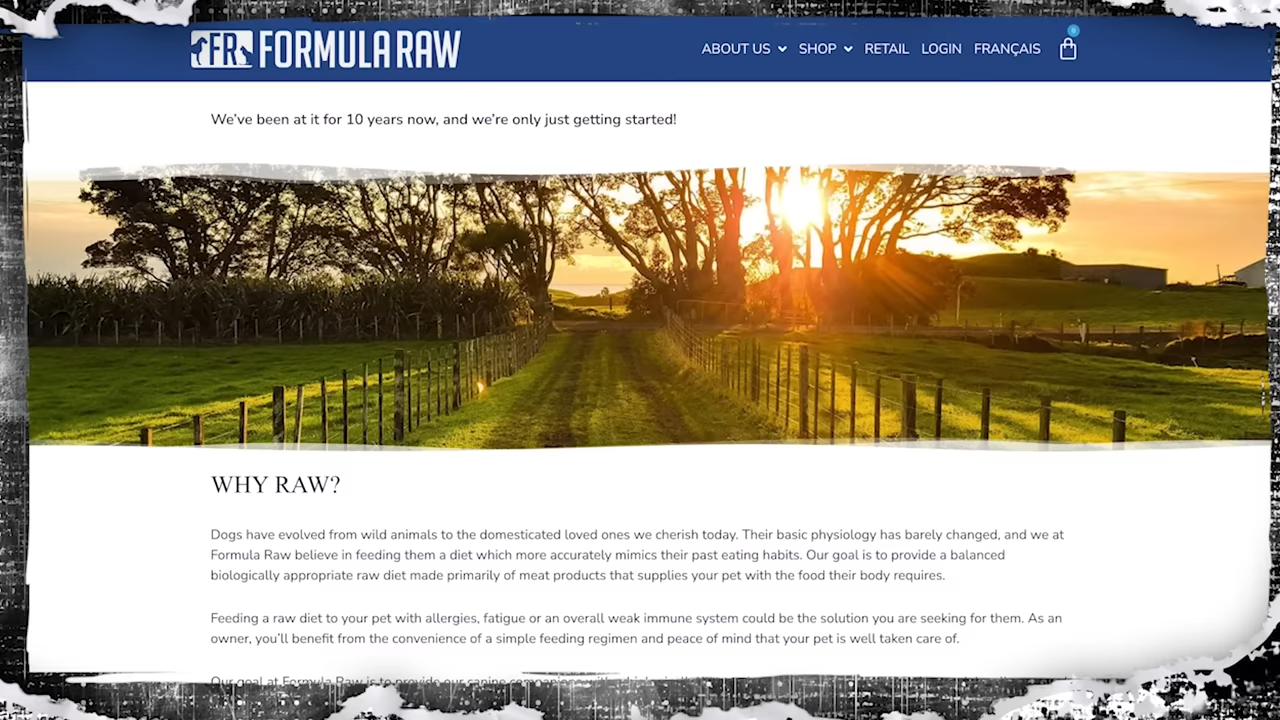 FR FORMULA RAW
ABOUT US SHOP RETAIL LOGIN FRANÇAIS
0
We've been at it for 10 years now, and we're only just getting started!
WHY RAW?
Dogs have evolved from wild animals to the domesticated loved ones we cherish today. Their basic physiology has barely changed, and we at
Formula Raw believe in feeding them a diet which more accurately mimics their past eating habits. Our goal is to provide a balanced
biologically appropriate raw diet made primarily of meat products that supplies your pet with the food their body requires.
Feeding a raw diet to your pet with allergies, fatigue or an overall weak immune system could be the solution you are seeking for them. As an
owner, you'll benefit from the convenience of a simple feeding regimen and peace of mind that your pet is well taken care of.
Our goal at Formula Raw is to provide our canine companions with